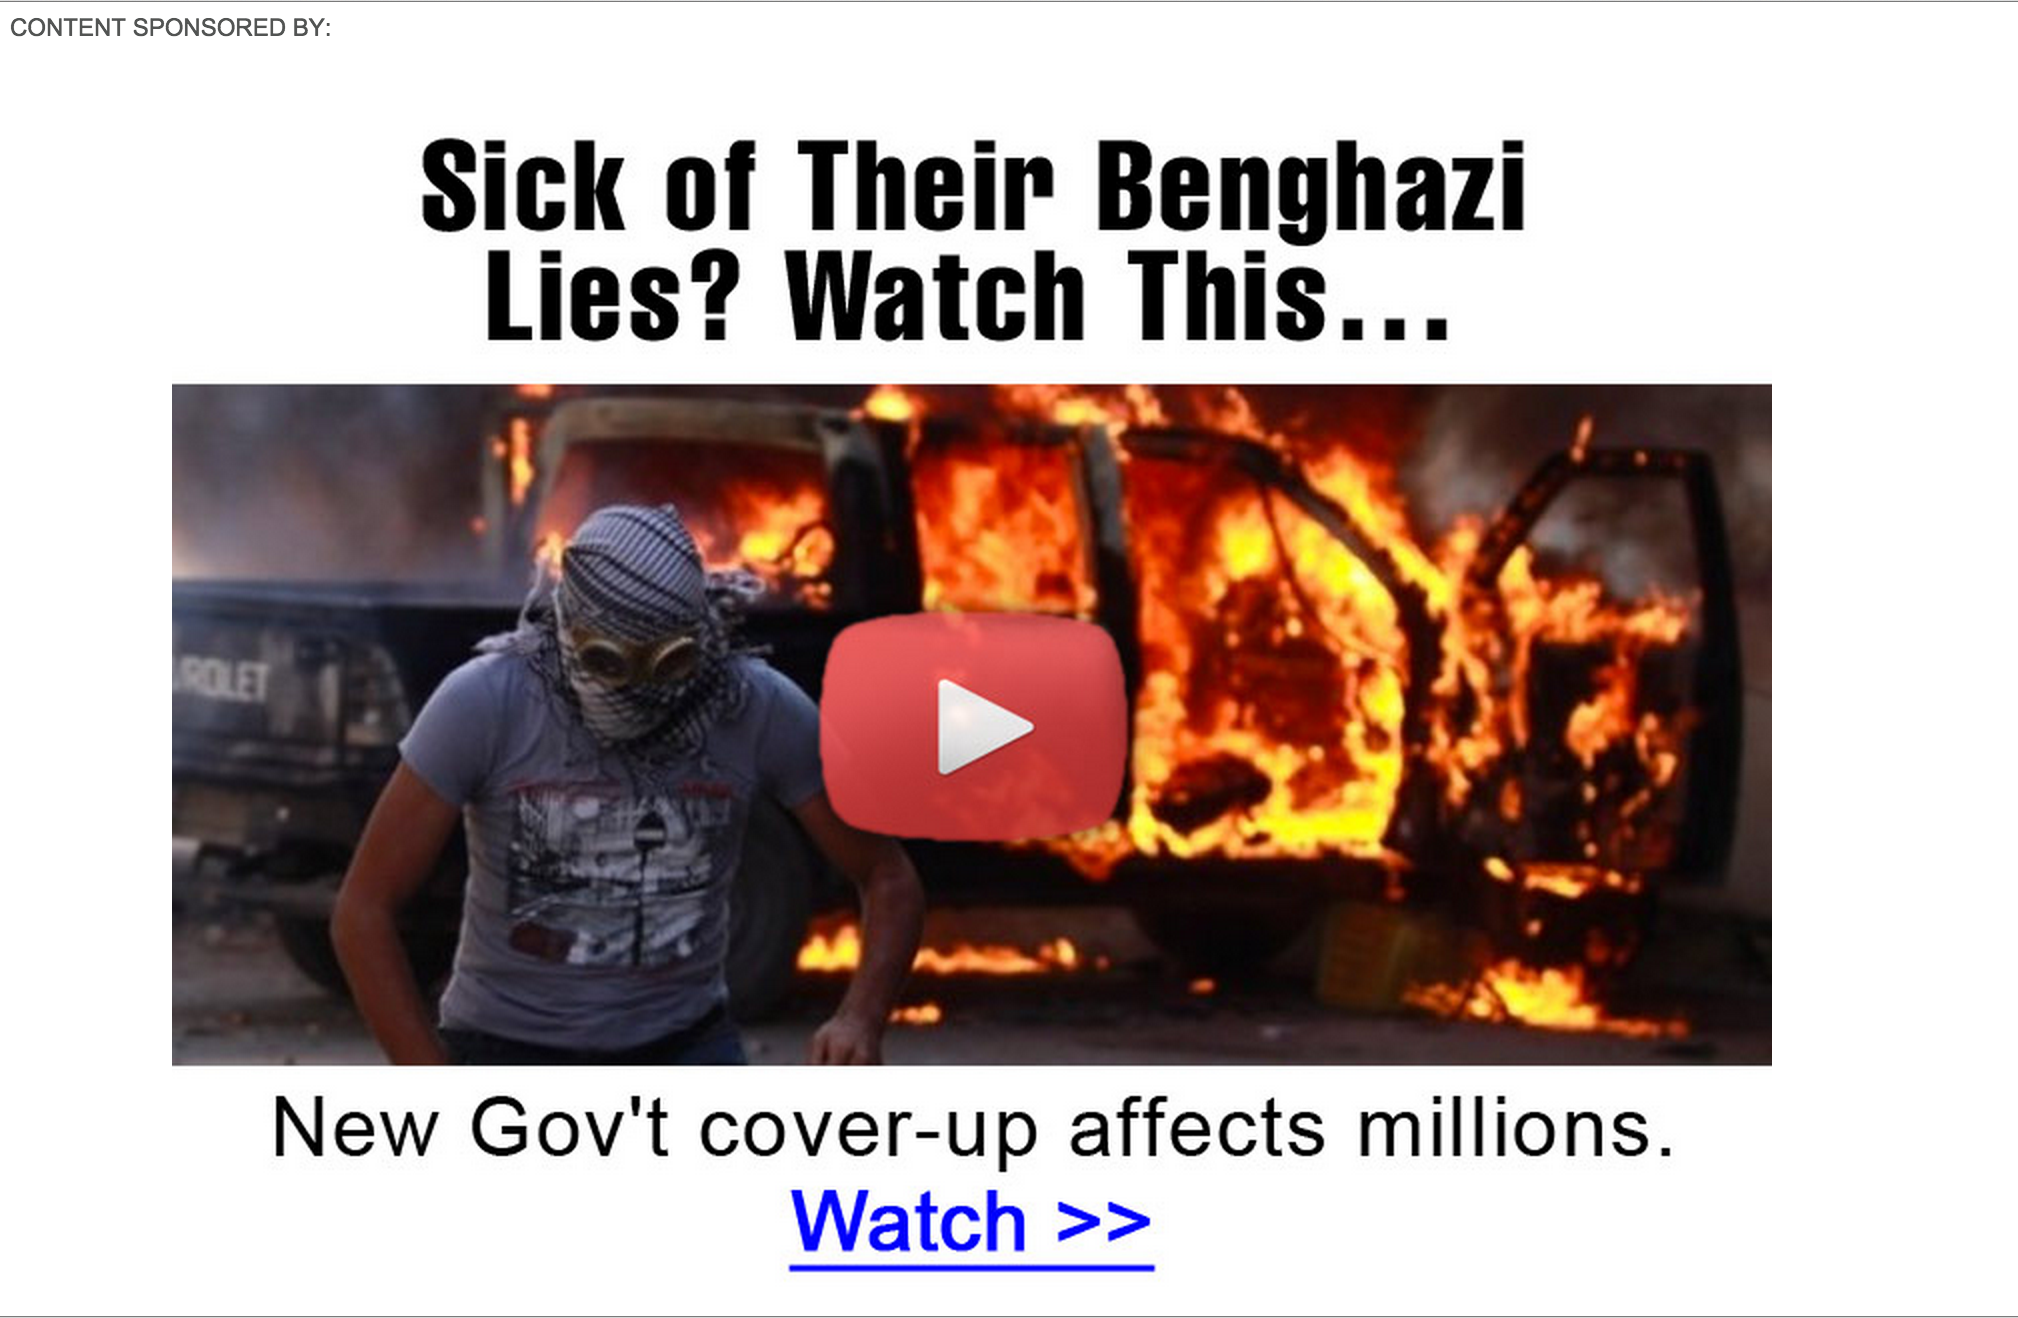 CONTENT SPONSORED BY:
Sick of Their Benghazi
Lies? Watch This...
ROLET
New Gov't cover-up affects millions.
Watch >>